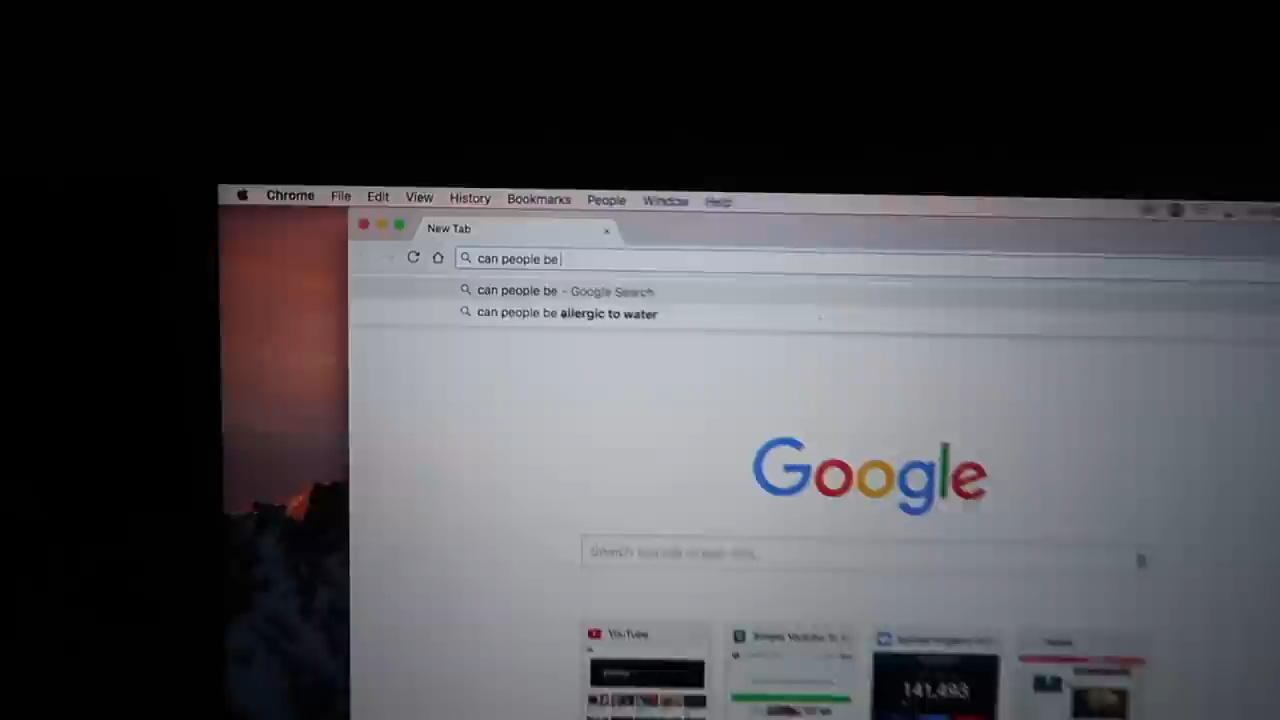 Chrome File Edit View History Bookmarks People Window Help
New Tab
can people be
can people be - Google Search
can people be allergic to water
Google
YouTube
141,493